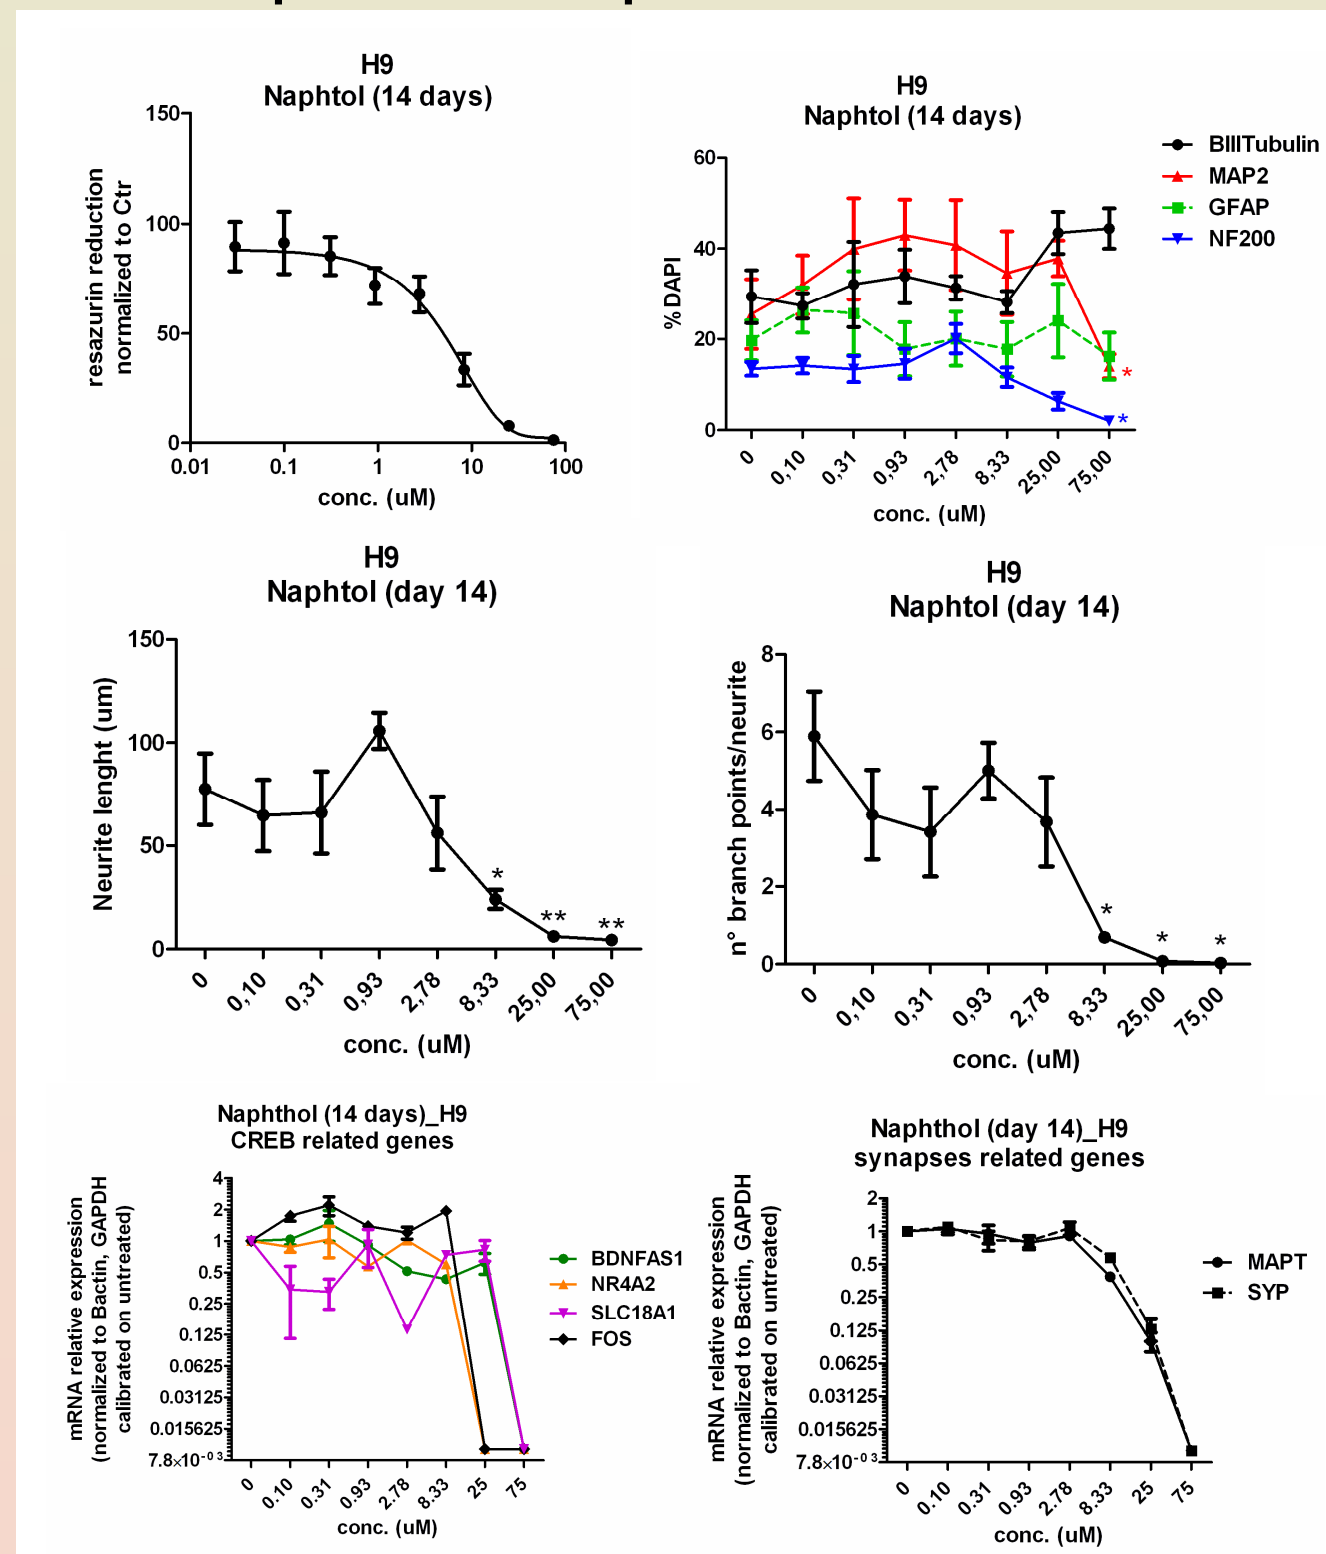 H9
Naphtol (14 days)
150
100
50
0
resazurin reduction
normalized to Ctr
0.01 0.1 1 10 100
conc. (uM)
H9
Naphtol (14 days)
60
40
20
0
% DAPI
0 0,10 0,31 0,93 2,78 8,33 25,00 75,00
conc. (uM)
BIIITubulin
MAP2
GFAP
NF200
*
*
H9
Naphtol (day 14)
150
100
50
0
Neurite lenght (um)
* ** **
0 0,10 0,31 0,93 2,78 8,33 25,00 75,00
conc. (uM)
H9
Naphtol (day 14)
8
6
4
2
0
n° branch points/neurite
* * *
0 0,10 0,31 0,93 2,78 8,33 25,00 75,00
conc. (uM)
Naphthol (14 days)_H9
CREB related genes
4
2
1
0.5
0.25
0.125
0.0625
0.03125
0.015625
7.8×10⁻⁰³
mRNA relative expression
(normalized to Bactin, GAPDH
calibrated on untreated)
0 0.10 0.31 0.93 2.78 8.33 25 75
conc. (uM)
BDNFAS1
NR4A2
SLC18A1
FOS
Naphthol (day 14)_H9
synapses related genes
2
1
0.5
0.25
0.125
0.0625
0.03125
0.015625
7.8×10⁻⁰³
mRNA relative expression
(normalized to Bactin, GAPDH
calibrated on untreated)
0 0.10 0.31 0.93 2.78 8.33 25 75
conc. (uM)
MAPT
SYP